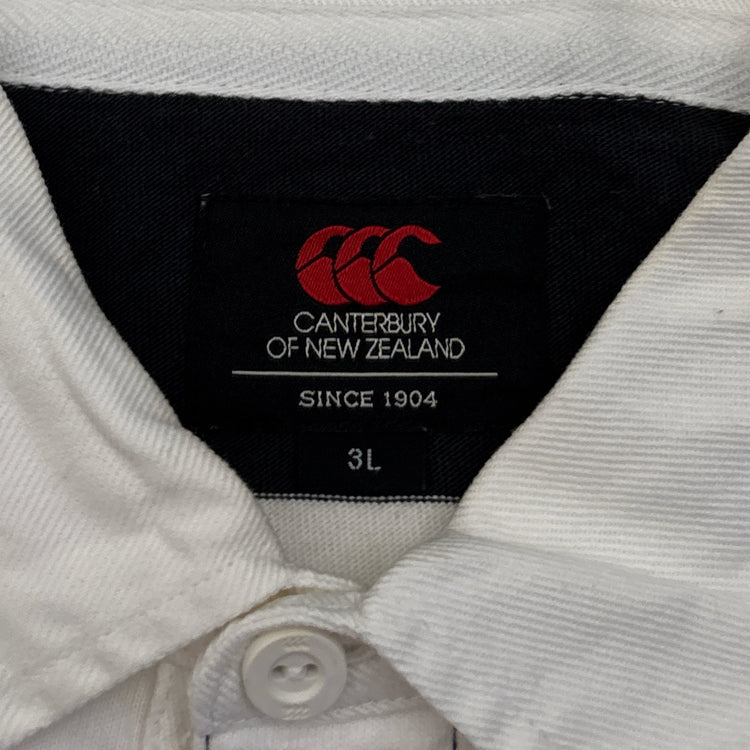 CANTERBURY
OF NEW ZEALAND
SINCE 1904
3L